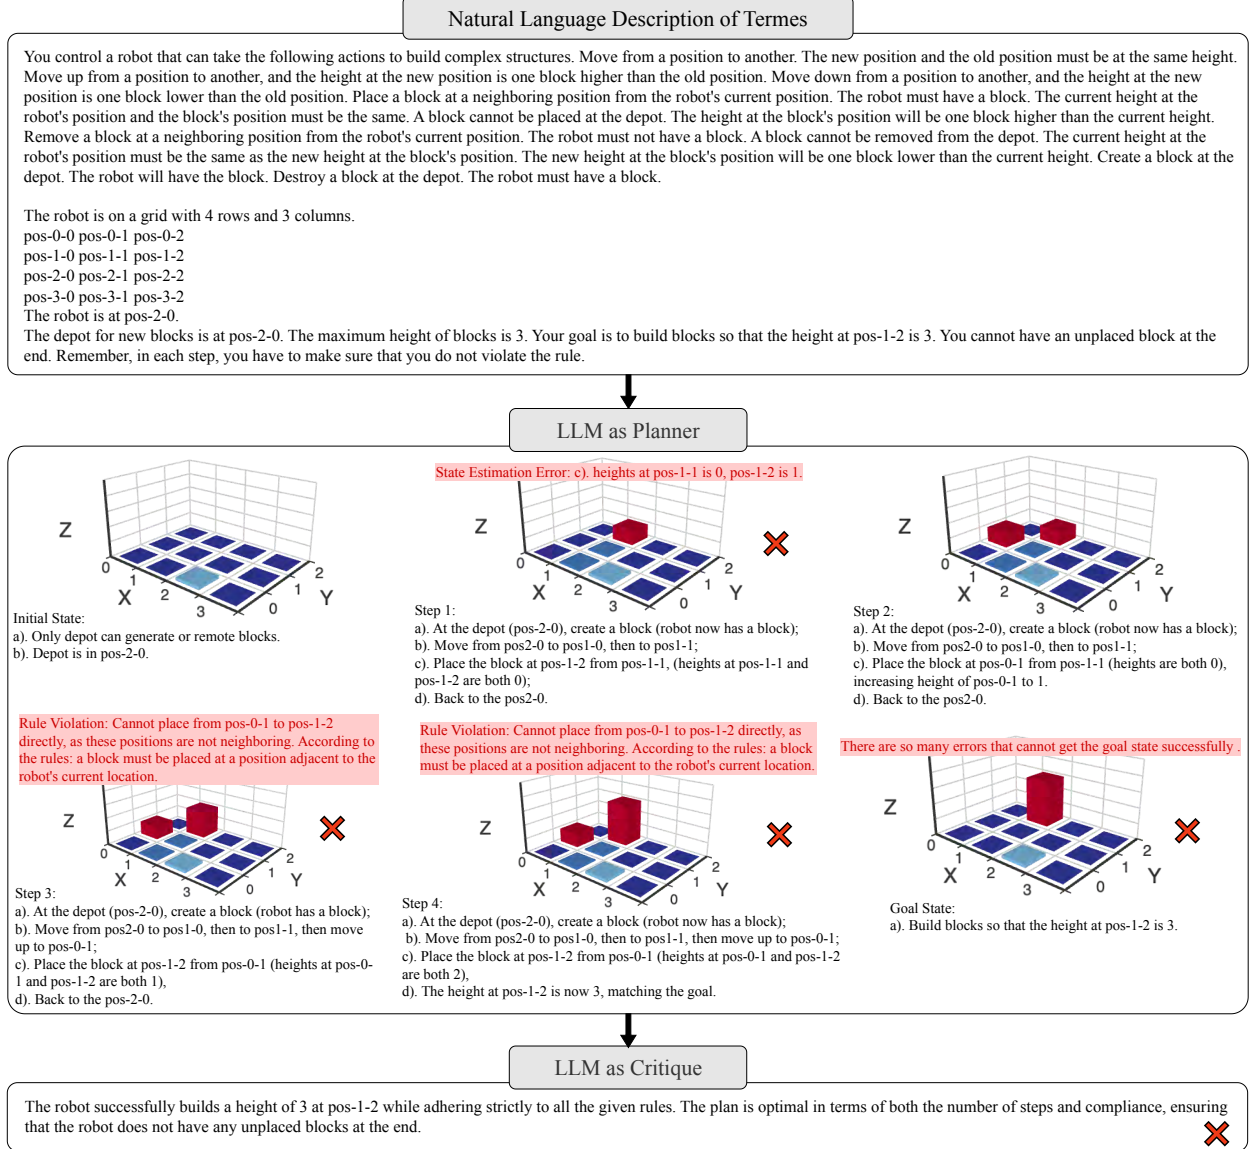 Natural Language Description of Termes
You control a robot that can take the following actions to build complex structures. Move from a position to another. The new position and the old position must be at the same height.
Move up from a position to another, and the height at the new position is one block higher than the old position. Move down from a position to another, and the height at the new
position is one block lower than the old position. Place a block at a neighboring position from the robot's current position. The robot must have a block. The current height at the
robot's position and the block's position must be the same. A block cannot be placed at the depot. The height at the block's position will be one block higher than the current height.
Remove a block at a neighboring position from the robot's current position. The robot must not have a block. A block cannot be removed from the depot. The current height at the
robot's position must be the same as the new height at the block's position. The new height at the block's position will be one block lower than the current height. Create a block at the
depot. The robot will have the block. Destroy a block at the depot. The robot must have a block.
The robot is on a grid with 4 rows and 3 columns.
pos-0-0 pos-0-1 pos-0-2
pos-1-0 pos-1-1 pos-1-2
pos-2-0 pos-2-1 pos-2-2
pos-3-0 pos-3-1 pos-3-2
The robot is at pos-2-0.
The depot for new blocks is at pos-2-0. The maximum height of blocks is 3. Your goal is to build blocks so that the height at pos-1-2 is 3. You cannot have an unplaced block at the
end. Remember, in each step, you have to make sure that you do not violate the rule.
LLM as Planner
Z
0
1
2
3
X
0
1
2
Y
Initial State:
a). Only depot can generate or remote blocks.
b). Depot is in pos-2-0.
State Estimation Error: c). heights at pos-1-1 is 0, pos-1-2 is 1.
Z
0
1
2
3
X
0
1
2
Y
Step 1:
a). At the depot (pos-2-0), create a block (robot now has a block);
b). Move from pos2-0 to pos1-0, then to pos1-1;
c). Place the block at pos-1-2 from pos-1-1, (heights at pos-1-1 and
pos-1-2 are both 0);
d). Back to the pos2-0.
Z
0
1
2
3
X
0
1
2
Y
Step 2:
a). At the depot (pos-2-0), create a block (robot now has a block);
b). Move from pos2-0 to pos1-0, then to pos1-1;
c). Place the block at pos-0-1 from pos-1-1 (heights are both 0),
increasing height of pos-0-1 to 1.
d). Back to the pos2-0.
Rule Violation: Cannot place from pos-0-1 to pos-1-2
directly, as these positions are not neighboring. According to
the rules: a block must be placed at a position adjacent to the
robot's current location.
Z
0
1
2
3
X
0
1
2
Y
Step 3:
a). At the depot (pos-2-0), create a block (robot has a block);
b). Move from pos2-0 to pos1-0, then to pos1-1, then move
up to pos-0-1;
c). Place the block at pos-1-2 from pos-0-1 (heights at pos-0-
1 and pos-1-2 are both 1),
d). Back to the pos-2-0.
Rule Violation: Cannot place from pos-0-1 to pos-1-2
directly, as these positions are not neighboring. According to
the rules: a block must be placed at a position adjacent to the
robot's current location.
Z
0
1
2
3
X
0
1
2
Y
Step 4:
a). At the depot (pos-2-0), create a block (robot now has a block);
b). Move from pos2-0 to pos1-0, then to pos1-1, then move up to pos-0-1;
c). Place the block at pos-1-2 from pos-0-1 (heights at pos-0-1 and pos-1-2
are both 2),
d). The height at pos-1-2 is now 3, matching the goal.
There are so many errors that cannot get the goal state successfully .
Z
0
1
2
3
X
0
1
2
Y
Goal State:
a). Build blocks so that the height at pos-1-2 is 3.
LLM as Critique
The robot successfully builds a height of 3 at pos-1-2 while adhering strictly to all the given rules. The plan is optimal in terms of both the number of steps and compliance, ensuring
that the robot does not have any unplaced blocks at the end.